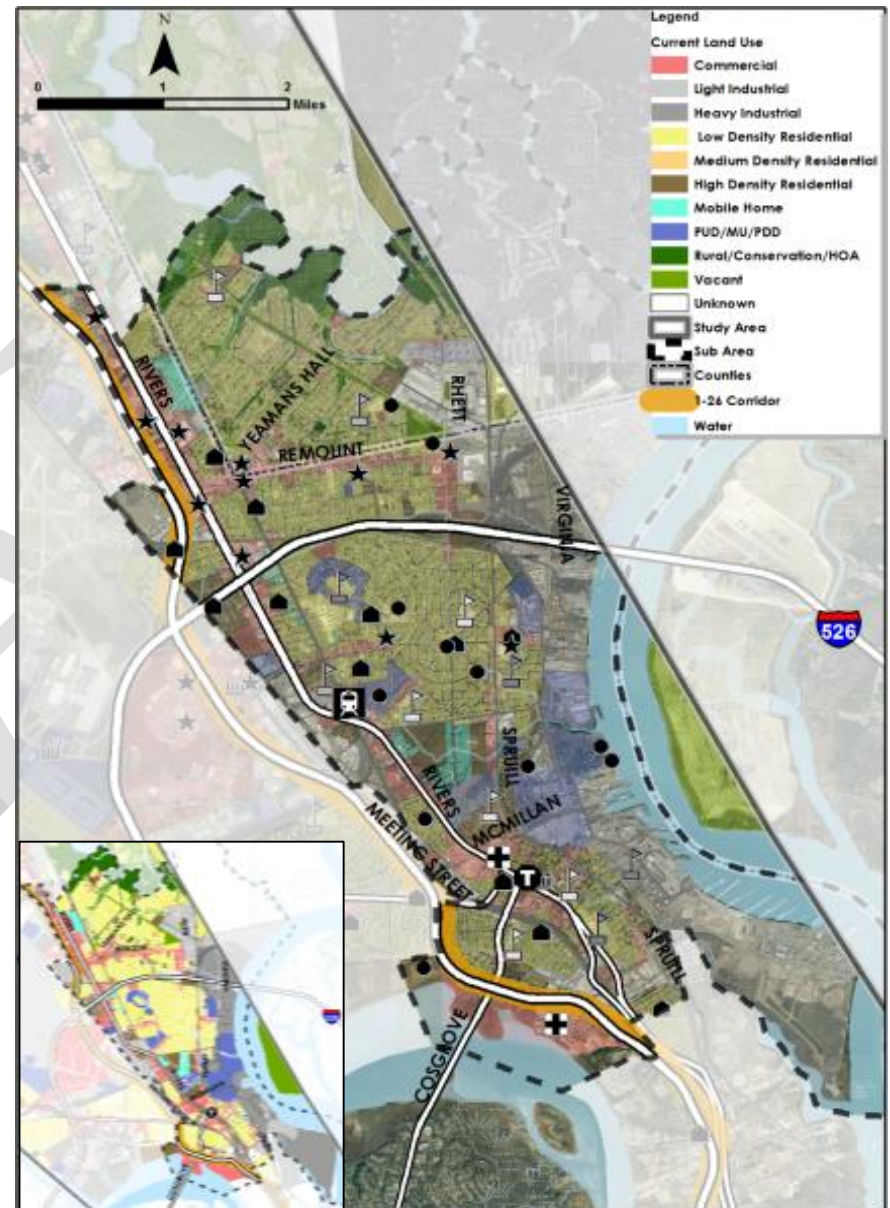 N
0 1 2
Miles
Legend
Current Land Use
Commercial
Light Industrial
Heavy Industrial
Low Density Residential
Medium Density Residential
High Density Residential
Mobile Home
PUD/MU/PDD
Rural/Conservation/HOA
Vacant
Unknown
Study Area
Sub Area
Counties
I-26 Corridor
Water
RIVERS
YEAMANS HALL
RHETT
REMOUNT
VIRGINIA
526
SPRUILL
RIVERS
MCMILLAN
MEETING STREET
T
SPRUILL
COSGROVE